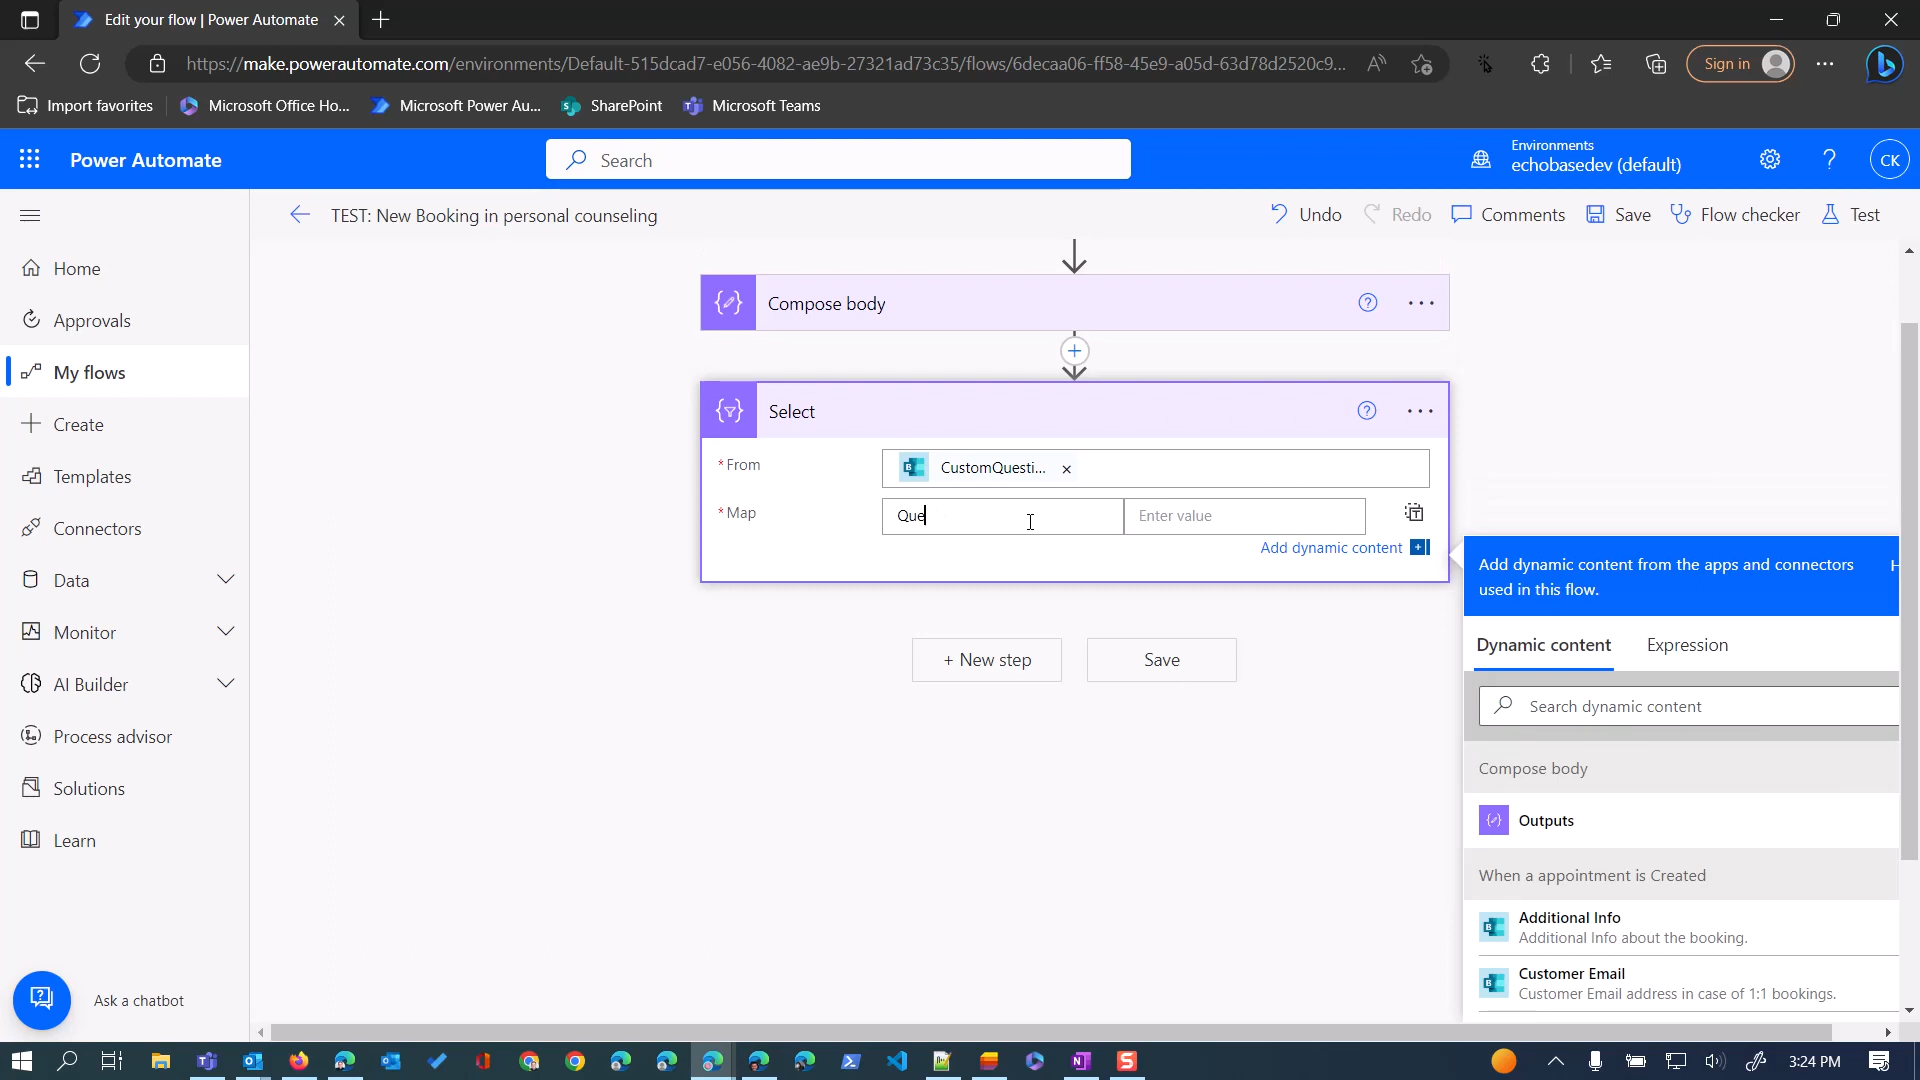 Edit your flow | Power Automate
https://make.powerautomate.com/environments/Default-515dcad7-e056-4082-ae9b-27321ad73c35/flows/6decaa06-ff58-45e9-a05d-63d78d2520c9...
Sign in
Import favorites
Microsoft Office Ho...
Microsoft Power Au...
SharePoint
Microsoft Teams
Power Automate
Search
Environments
echobasedev (default)
CK
TEST: New Booking in personal counseling
Undo
Redo
Comments
Save
Flow checker
Test
Home
Approvals
My flows
Create
Templates
Connectors
Data
Monitor
AI Builder
Process advisor
Solutions
Learn
Ask a chatbot
Compose body
Select
* From
CustomQuesti...
* Map
Que
Enter value
Add dynamic content
+ New step
Save
Add dynamic content from the apps and connectors
used in this flow.
H
Dynamic content
Expression
Search dynamic content
Compose body
Outputs
When a appointment is Created
Additional Info
Additional Info about the booking.
Customer Email
Customer Email address in case of 1:1 bookings.
3:24 PM